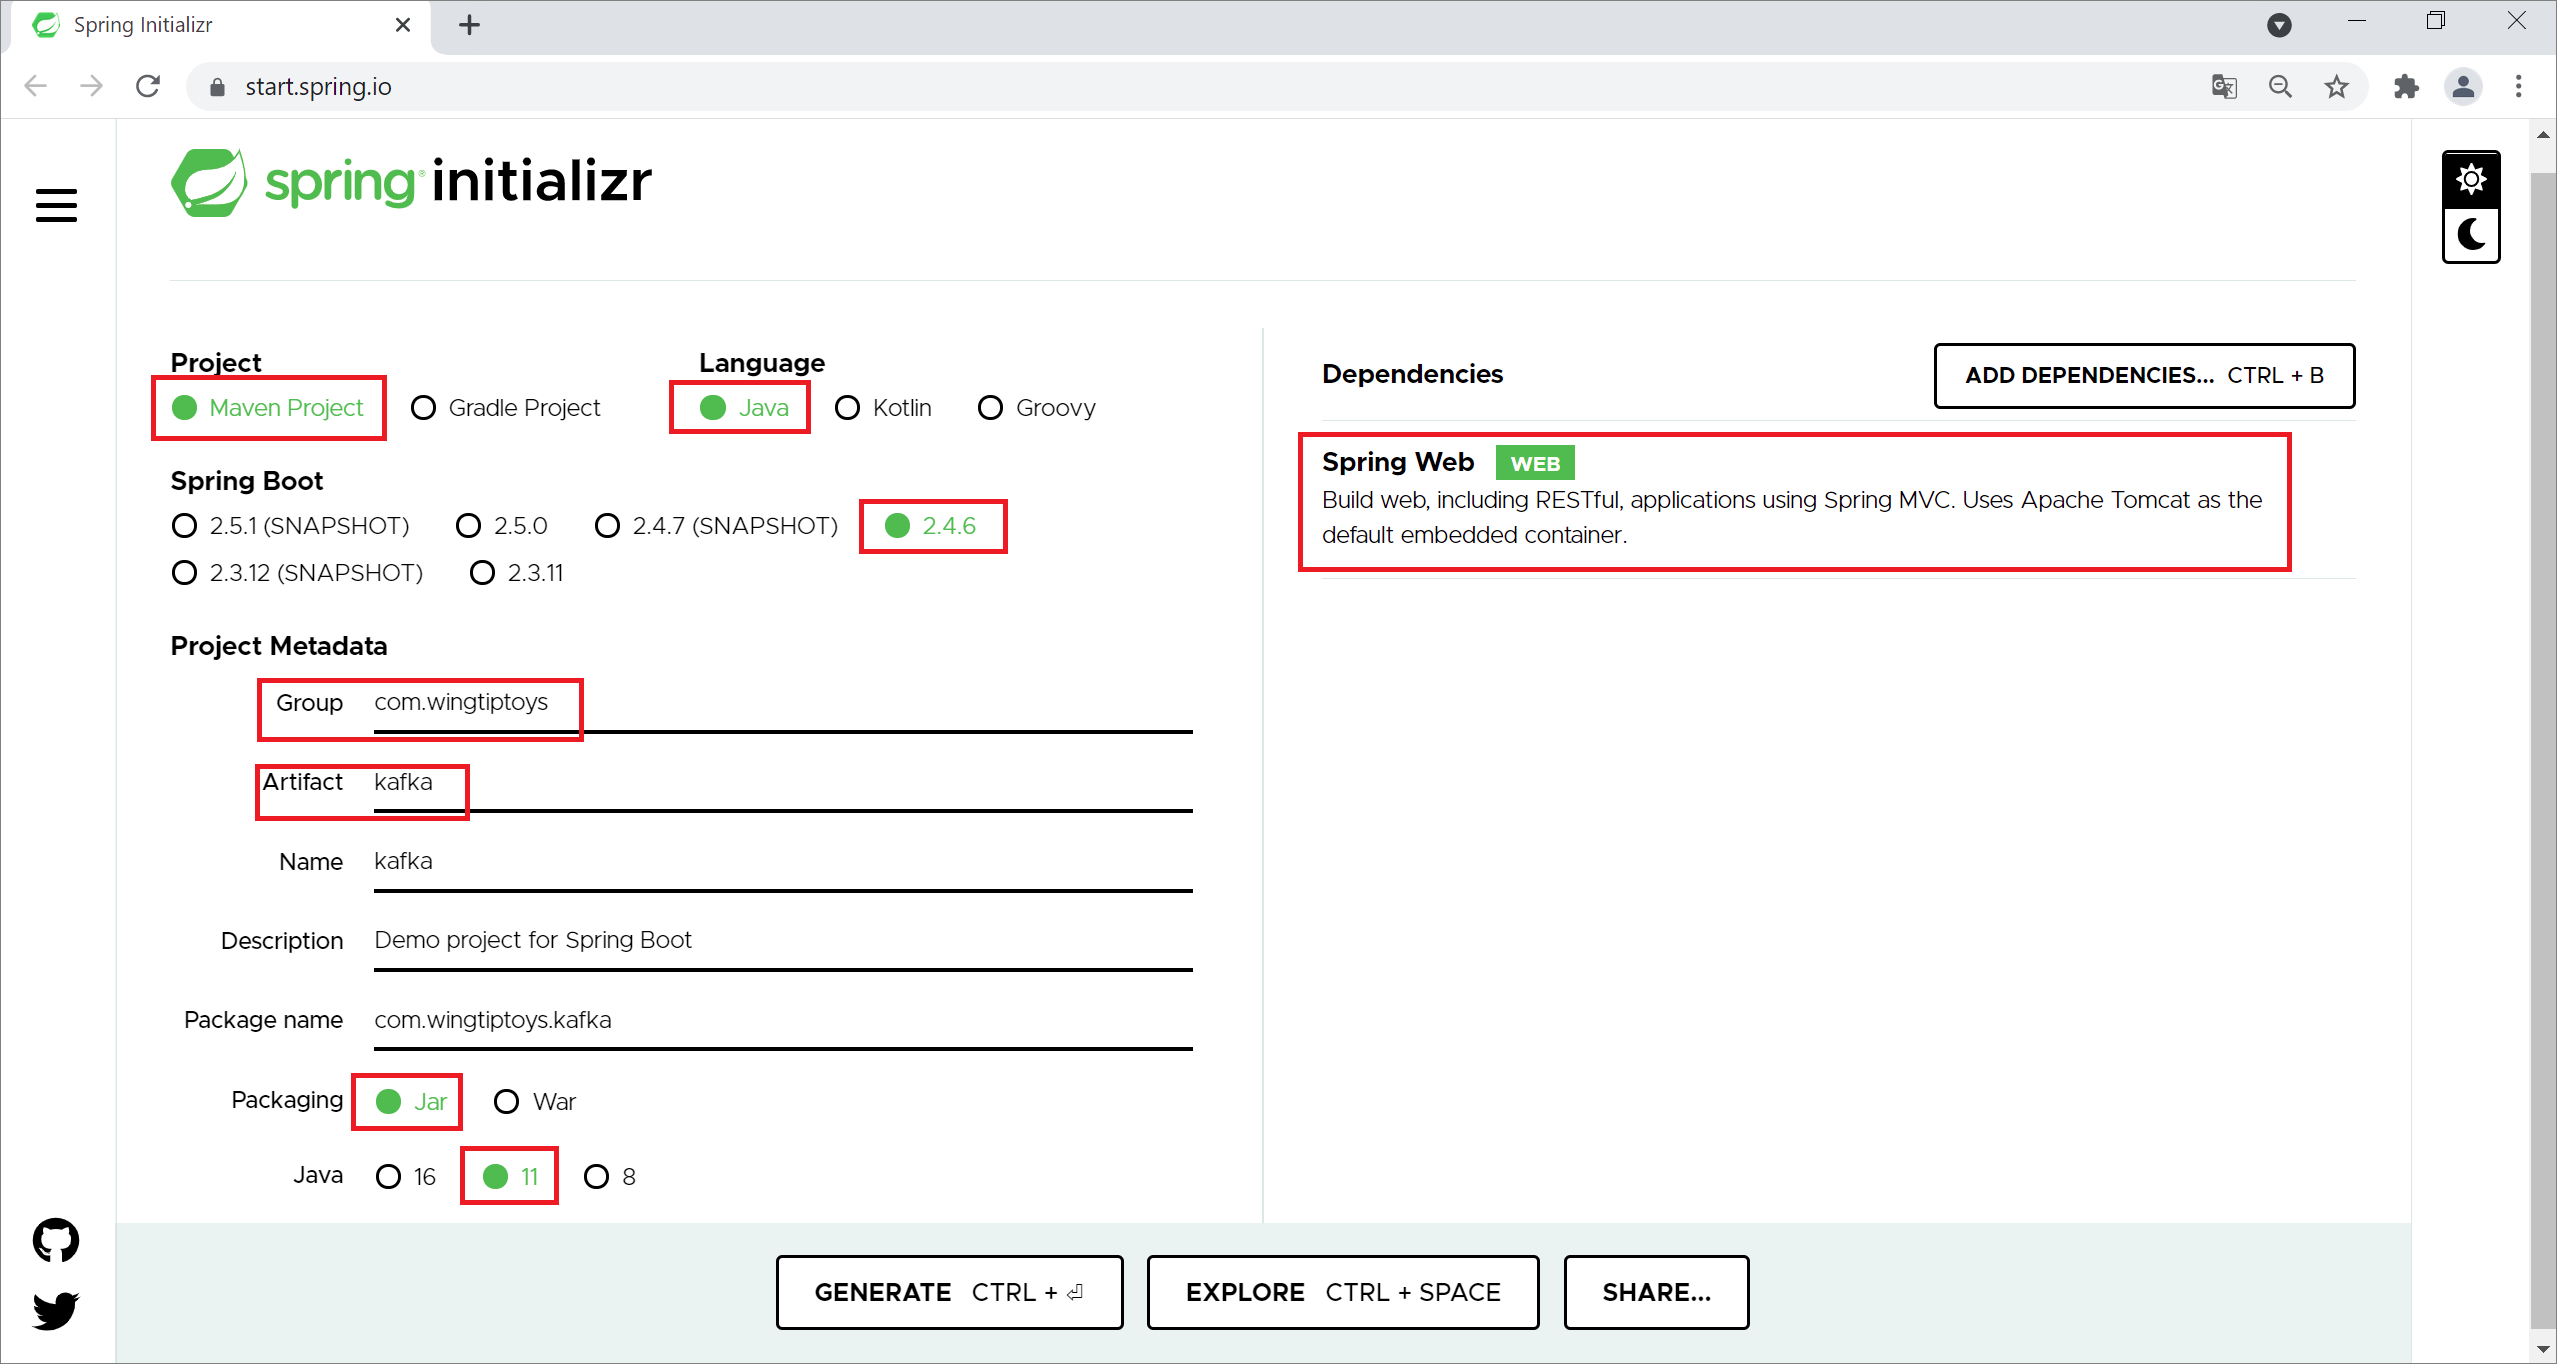 Spring Initializr
start.spring.io
spring® initializr
Project
Maven Project Gradle Project
Language
Java Kotlin Groovy
Spring Boot
2.5.1 (SNAPSHOT) 2.5.0 2.4.7 (SNAPSHOT) 2.4.6
2.3.12 (SNAPSHOT) 2.3.11
Project Metadata
Group com.wingtiptoys
Artifact kafka
Name kafka
Description Demo project for Spring Boot
Package name com.wingtiptoys.kafka
Packaging Jar War
Java 16 11 8
Dependencies
ADD DEPENDENCIES... CTRL + B
Spring Web WEB
Build web, including RESTful, applications using Spring MVC. Uses Apache Tomcat as the
default embedded container.
GENERATE CTRL + ⏎
EXPLORE CTRL + SPACE
SHARE...